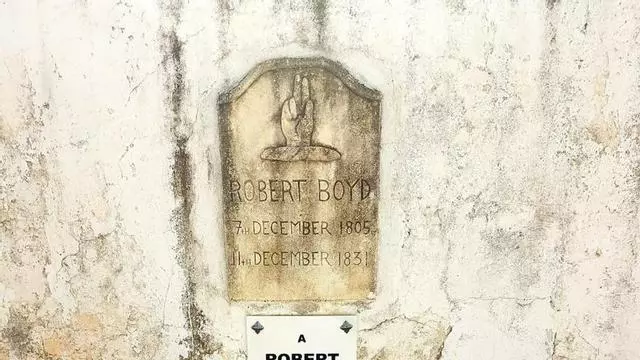 ROBERT BOYD
7TH DECEMBER 1805
11TH DECEMBER 1831
A
ROBERT